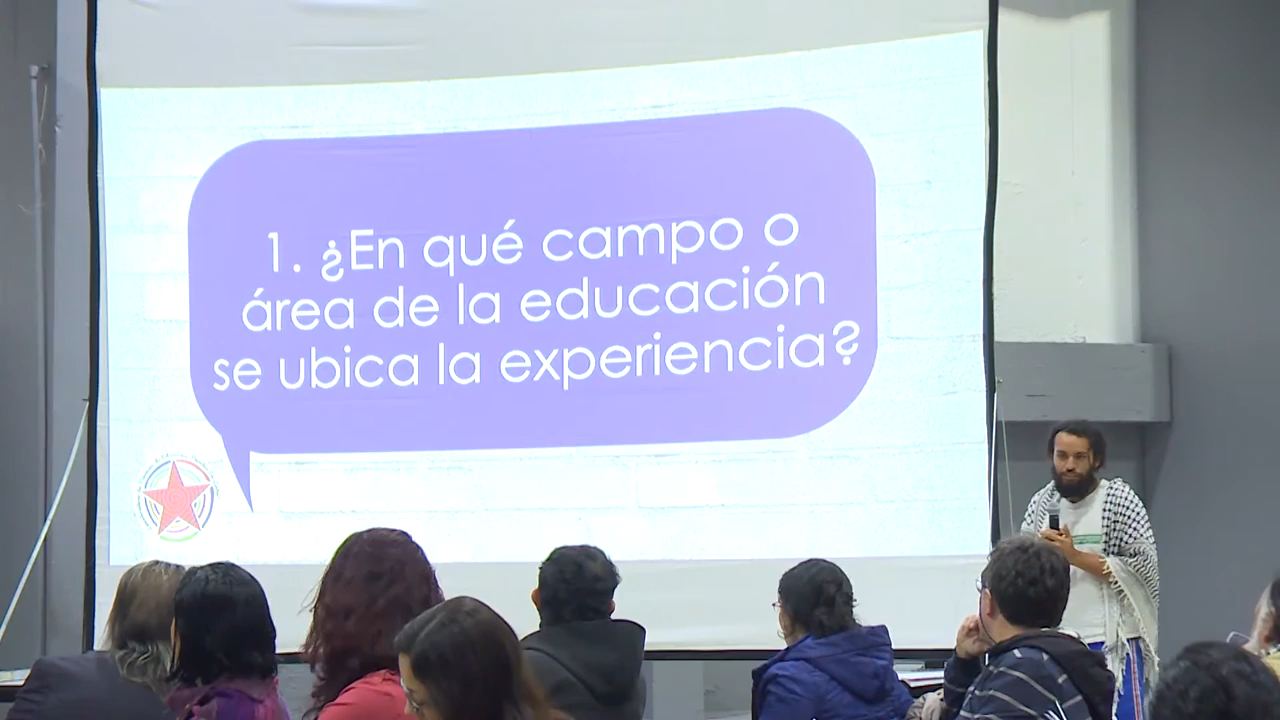 1. ¿En qué campo o
área de la educación
se ubica la experiencia?